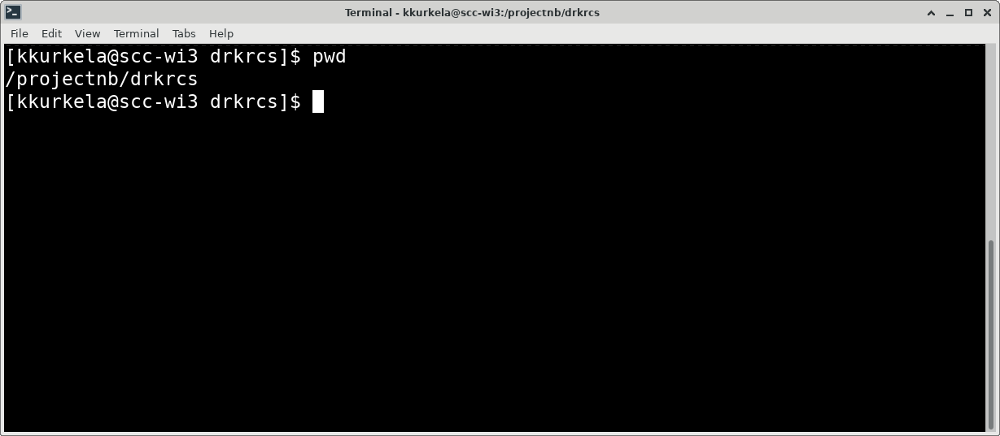 Terminal - kkurkela@scc-wi3:/projectnb/drkrcs
File Edit View Terminal Tabs Help
[kkurkela@scc-wi3 drkrcs]$ pwd
/projectnb/drkrcs
[kkurkela@scc-wi3 drkrcs]$